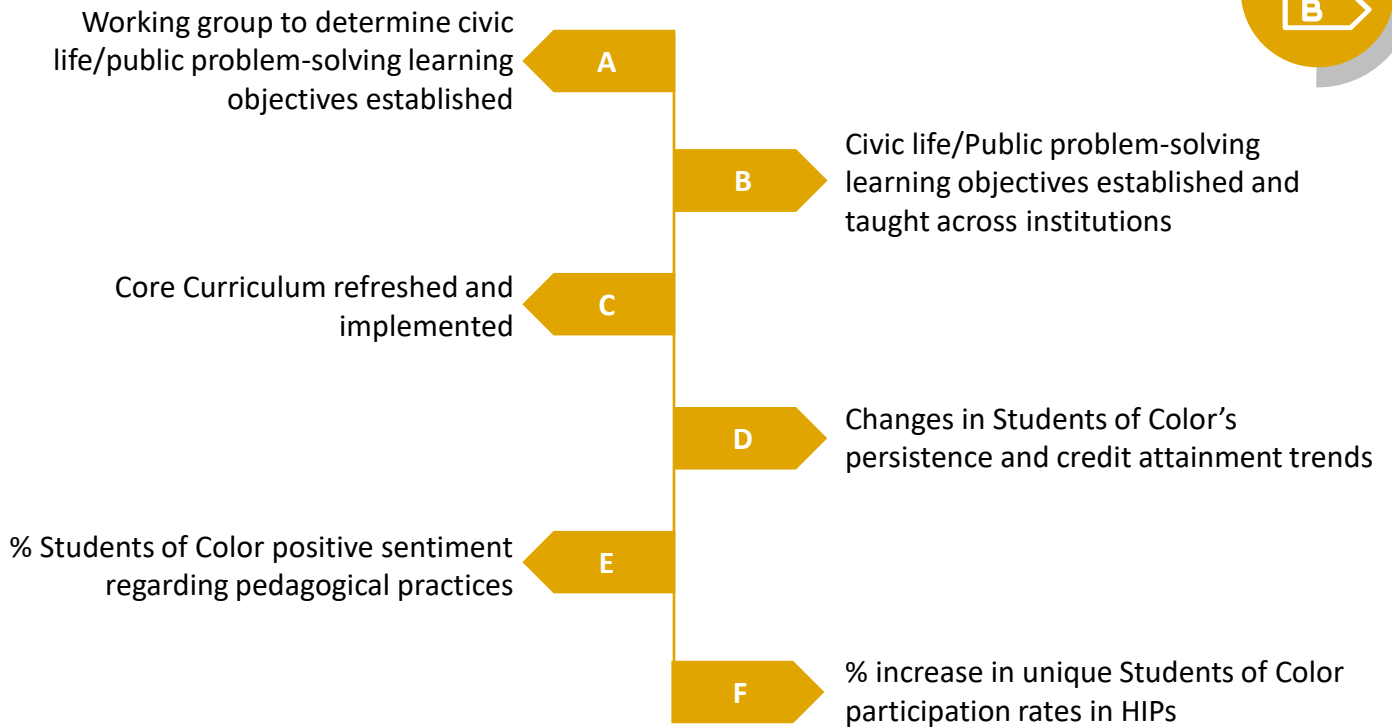 B
Working group to determine civic
life/public problem-solving learning
objectives established
A
B
Civic life/Public problem-solving
learning objectives established and
taught across institutions
Core Curriculum refreshed and
implemented
C
D
Changes in Students of Color’s
persistence and credit attainment trends
% Students of Color positive sentiment
regarding pedagogical practices
E
F
% increase in unique Students of Color
participation rates in HIPs